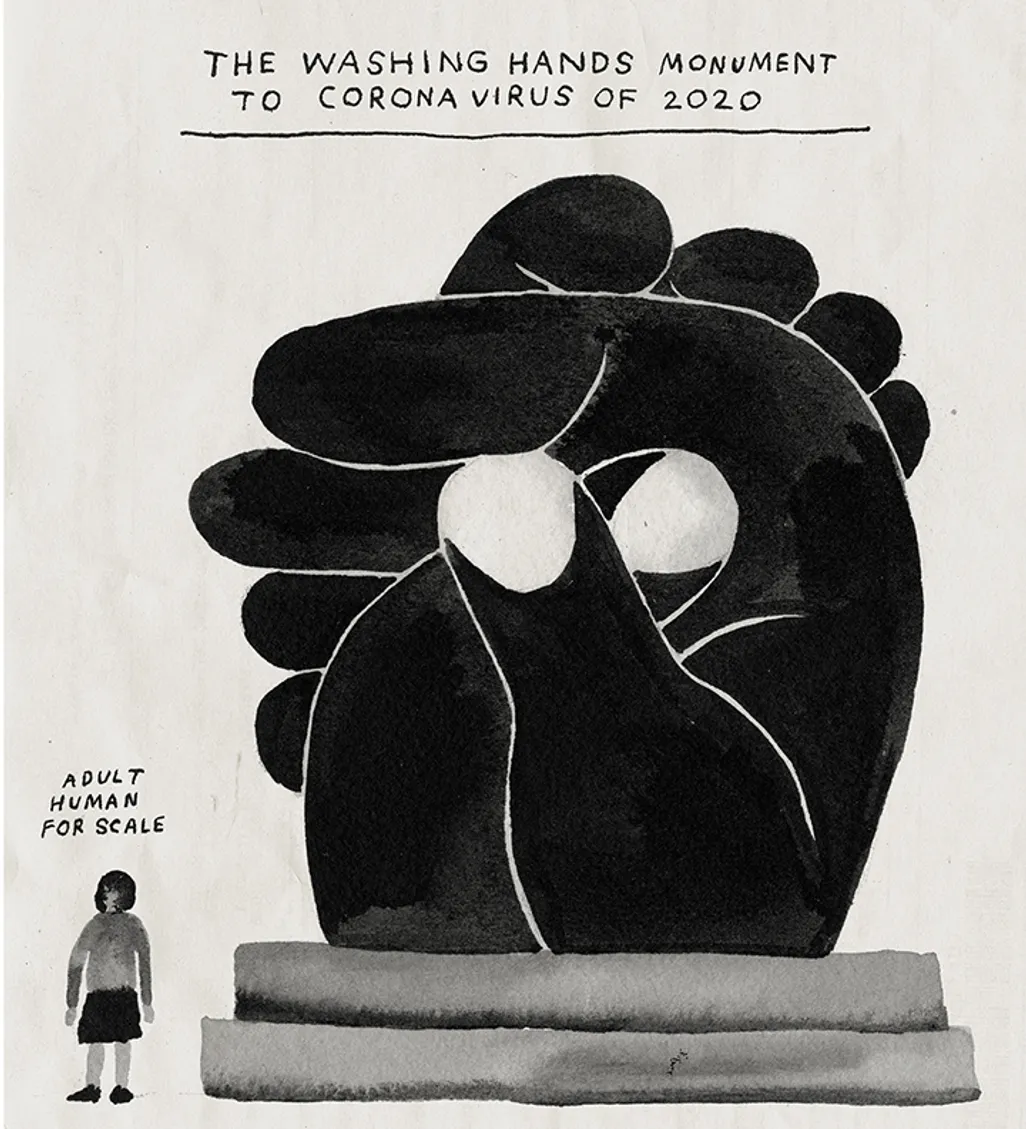 THE WASHING HANDS MONUMENT
TO CORONA VIRUS OF 2020
ADULT
HUMAN
FOR SCALE